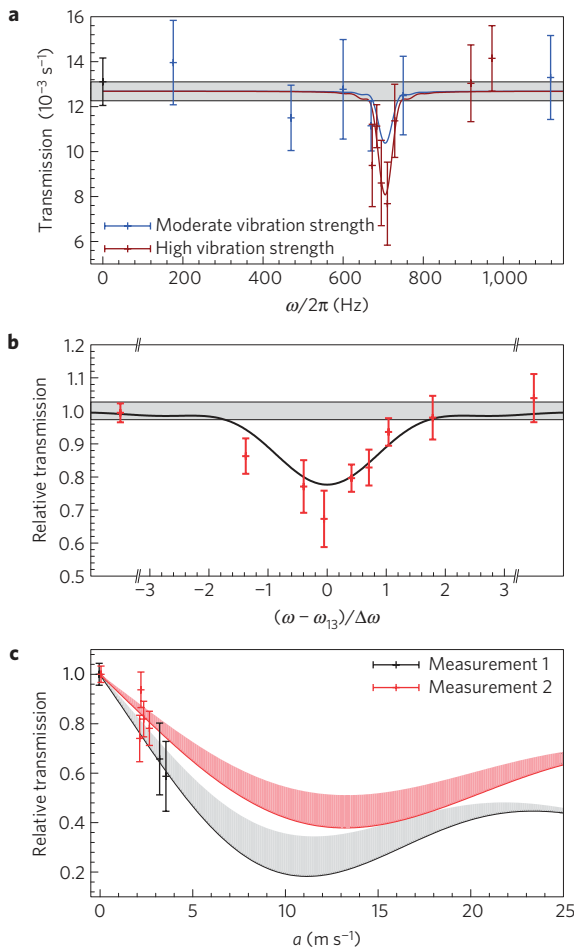 a
16
14
12
10
8
6
Transmission (10⁻³ s⁻¹)
Moderate vibration strength
High vibration strength
0 200 400 600 800 1,000
ω/2π (Hz)
b
1.2
1.1
1.0
0.9
0.8
0.7
0.6
0.5
Relative transmission
−3 −2 −1 0 1 2 3
(ω − ω₁₃)/Δω
c
1.0
0.8
0.6
0.4
0.2
Relative transmission
Measurement 1
Measurement 2
0 5 10 15 20 25
a (m s⁻¹)